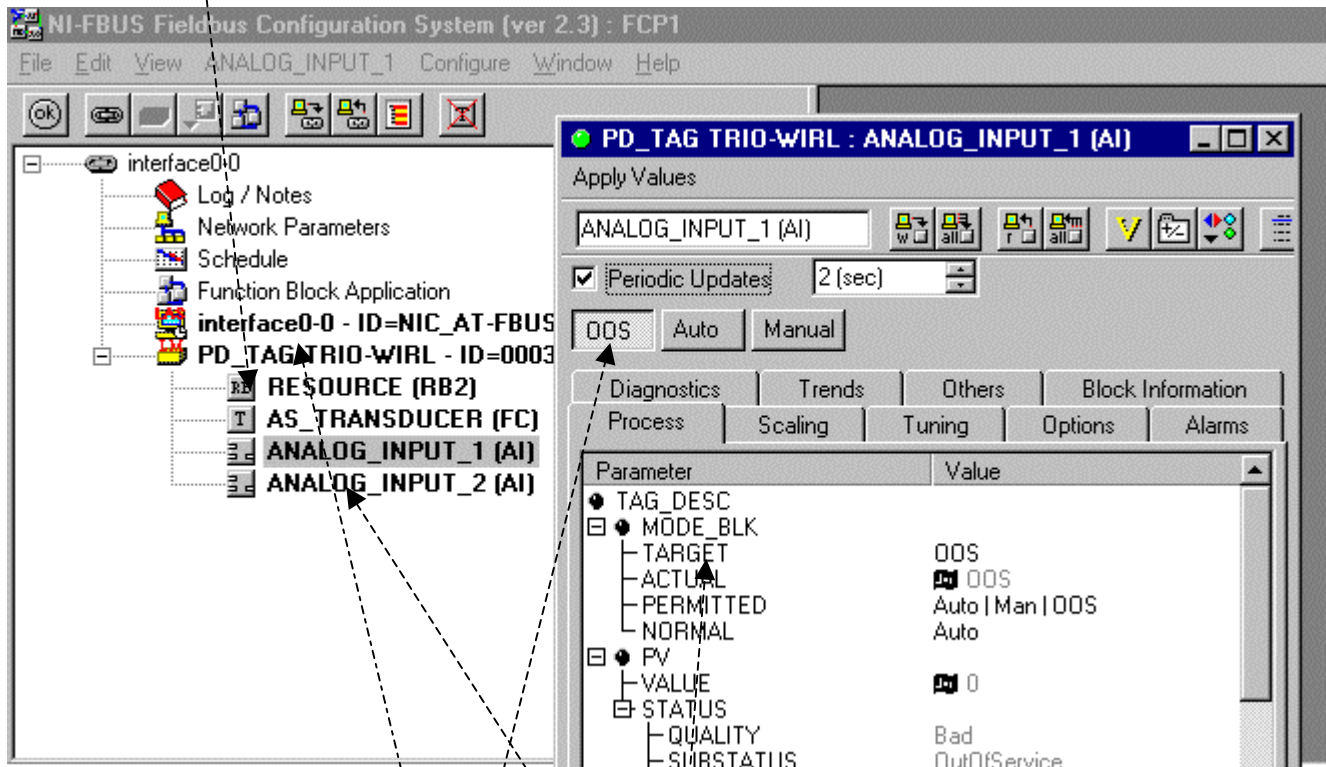 NI-FBUS Fieldbus Configuration System (ver 2.3) : FCP1
File Edit View ANALOG_INPUT_1 Configure Window Help
OK
interface0-0
Log / Notes
Network Parameters
Schedule
Function Block Application
interface0-0 - ID=NIC_AT-FBUS
PD_TAG TRIO-WIRL - ID=0003
RB RESOURCE (RB2)
T AS_TRANSDUCER (FC)
ANALOG_INPUT_1 (AI)
ANALOG_INPUT_2 (AI)
PD_TAG TRIO-WIRL : ANALOG_INPUT_1 (AI)
Apply Values
ANALOG_INPUT_1 (AI) w all r all
Periodic Updates 2 (sec)
OOS Auto Manual
Diagnostics Trends Others Block Information
Process Scaling Tuning Options Alarms
Parameter Value
TAG_DESC
MODE_BLK
TARGET OOS
ACTUAL OOS
PERMITTED Auto | Man | OOS
NORMAL Auto
PV
VALUE 0
STATUS
QUALITY Bad
SUBSTATUS OutOfService